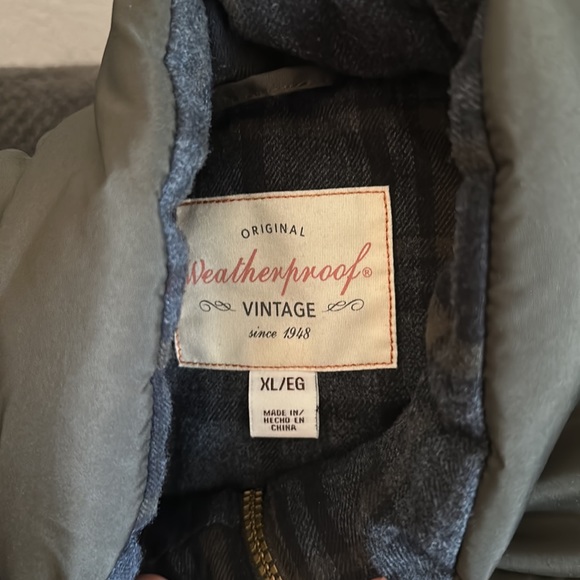 ORIGINAL
Weatherproof®
VINTAGE
since 1948
XL/EG
MADE IN/
HECHO EN
CHINA